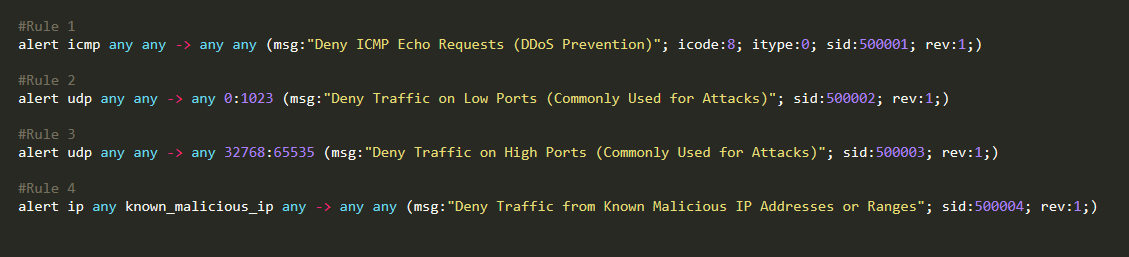 #Rule 1
alert icmp any any -> any any (msg:"Deny ICMP Echo Requests (DDoS Prevention)"; icode:8; itype:0; sid:500001; rev:1;)
#Rule 2
alert udp any any -> any 0:1023 (msg:"Deny Traffic on Low Ports (Commonly Used for Attacks)"; sid:500002; rev:1;)
#Rule 3
alert udp any any -> any 32768:65535 (msg:"Deny Traffic on High Ports (Commonly Used for Attacks)"; sid:500003; rev:1;)
#Rule 4
alert ip any known_malicious_ip any -> any any (msg:"Deny Traffic from Known Malicious IP Addresses or Ranges"; sid:500004; rev:1;)